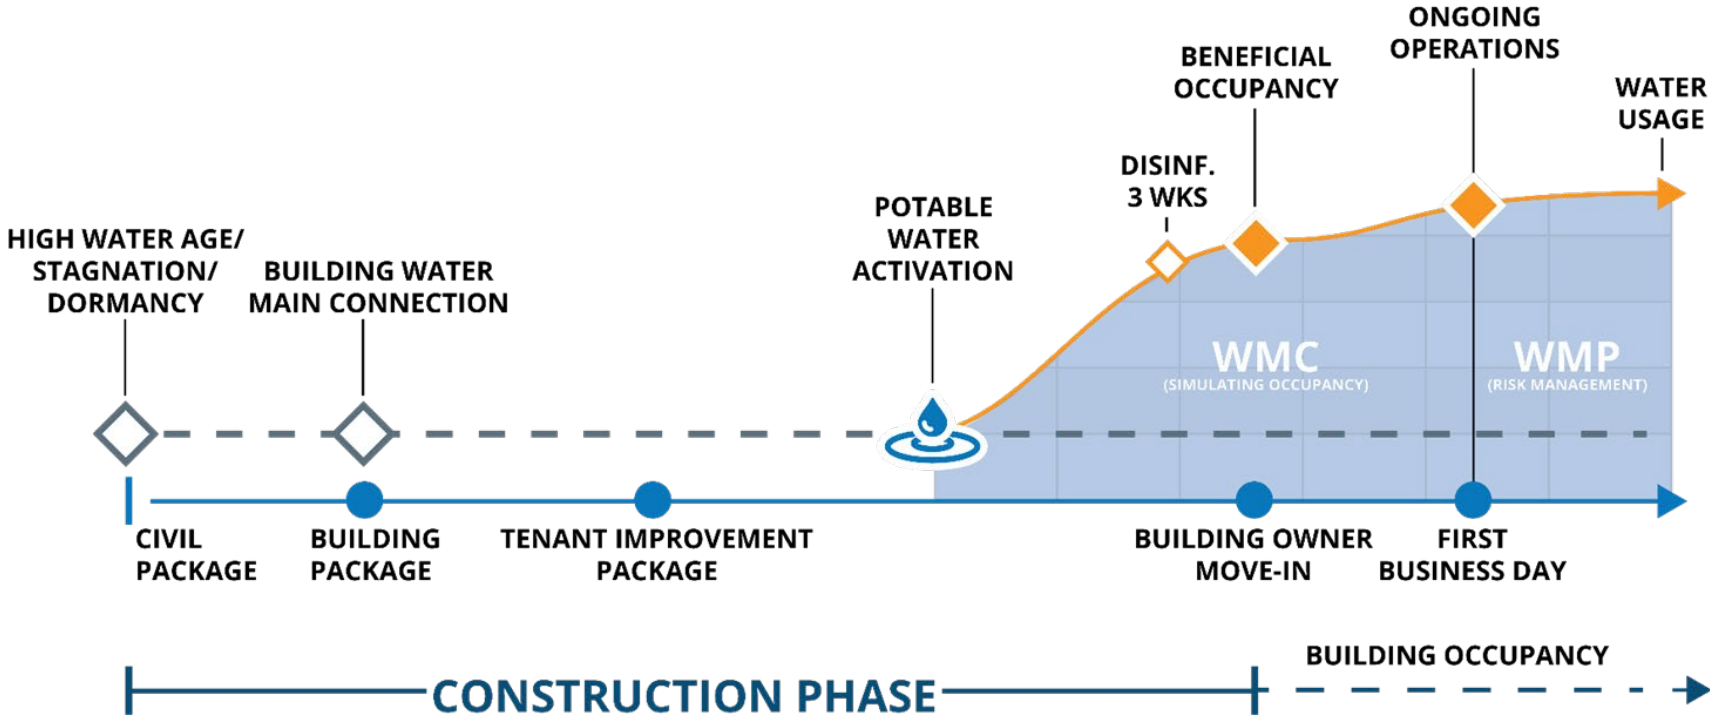 ONGOING
OPERATIONS
BENEFICIAL
OCCUPANCY
WATER
USAGE
DISINF.
3 WKS
POTABLE
WATER
ACTIVATION
HIGH WATER AGE/
STAGNATION/
DORMANCY
BUILDING WATER
MAIN CONNECTION
WMC
(SIMULATING OCCUPANCY)
WMP
(RISK MANAGEMENT)
CIVIL
PACKAGE
BUILDING
PACKAGE
TENANT IMPROVEMENT
PACKAGE
BUILDING OWNER
MOVE-IN
FIRST
BUSINESS DAY
CONSTRUCTION PHASE
BUILDING OCCUPANCY